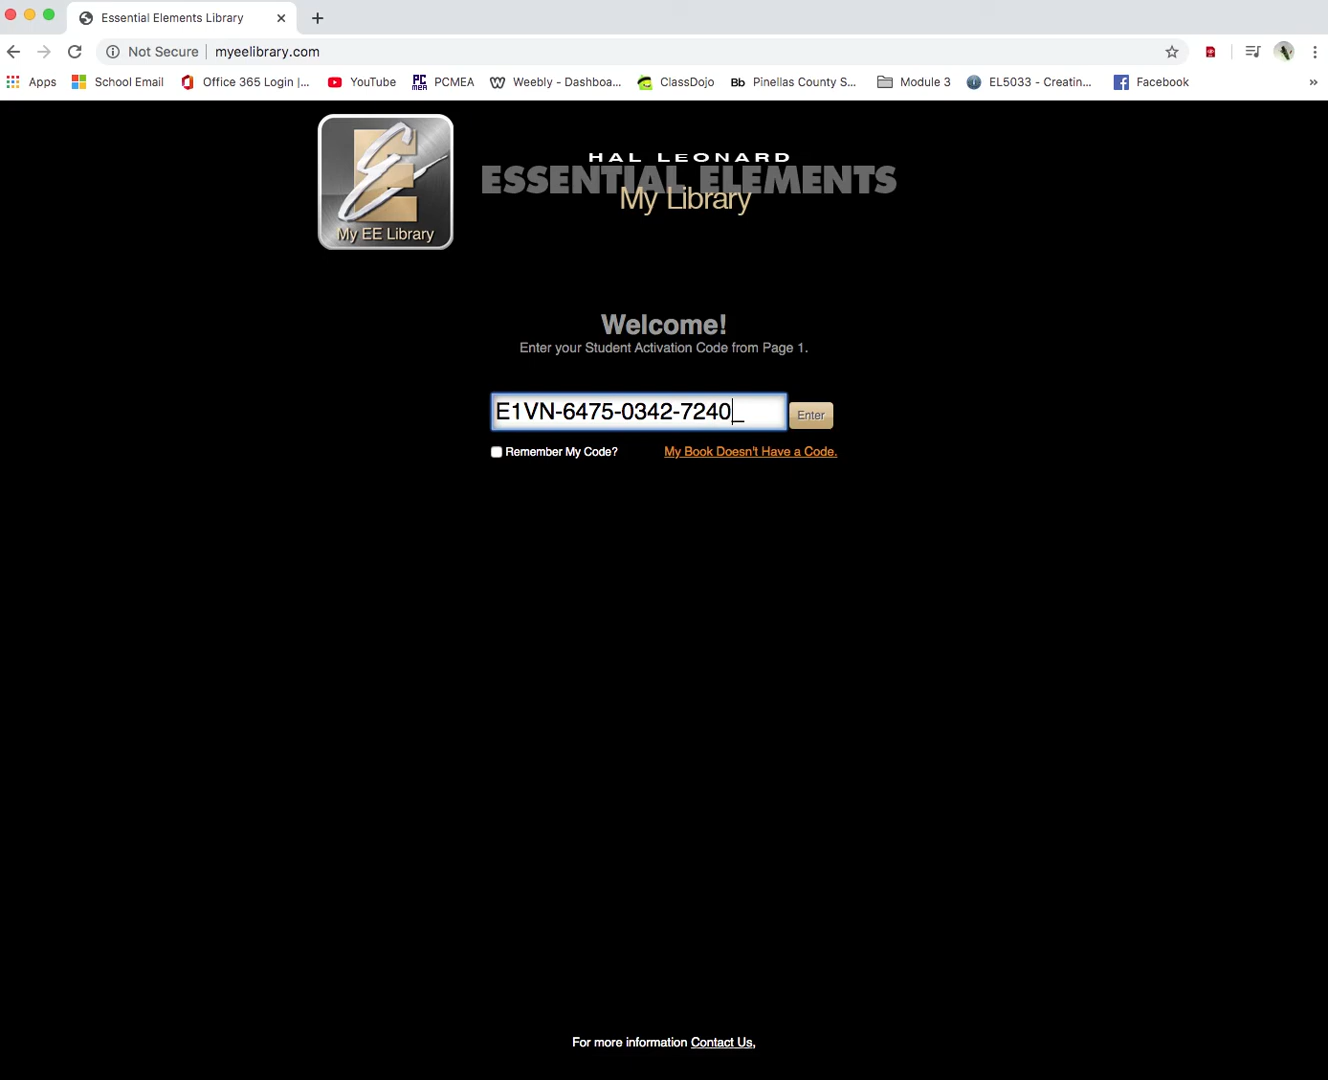 Essential Elements Library
Not Secure | myeelibrary.com
Apps School Email Office 365 Login |... YouTube PCMEA Weebly - Dashboa... ClassDojo Pinellas County S... Module 3 EL5033 - Creatin... Facebook »
My EE Library
HAL LEONARD
ESSENTIAL ELEMENTS
My Library
Welcome!
Enter your Student Activation Code from Page 1.
E1VN-6475-0342-7240_ Enter
Remember My Code? My Book Doesn't Have a Code.
For more information Contact Us,